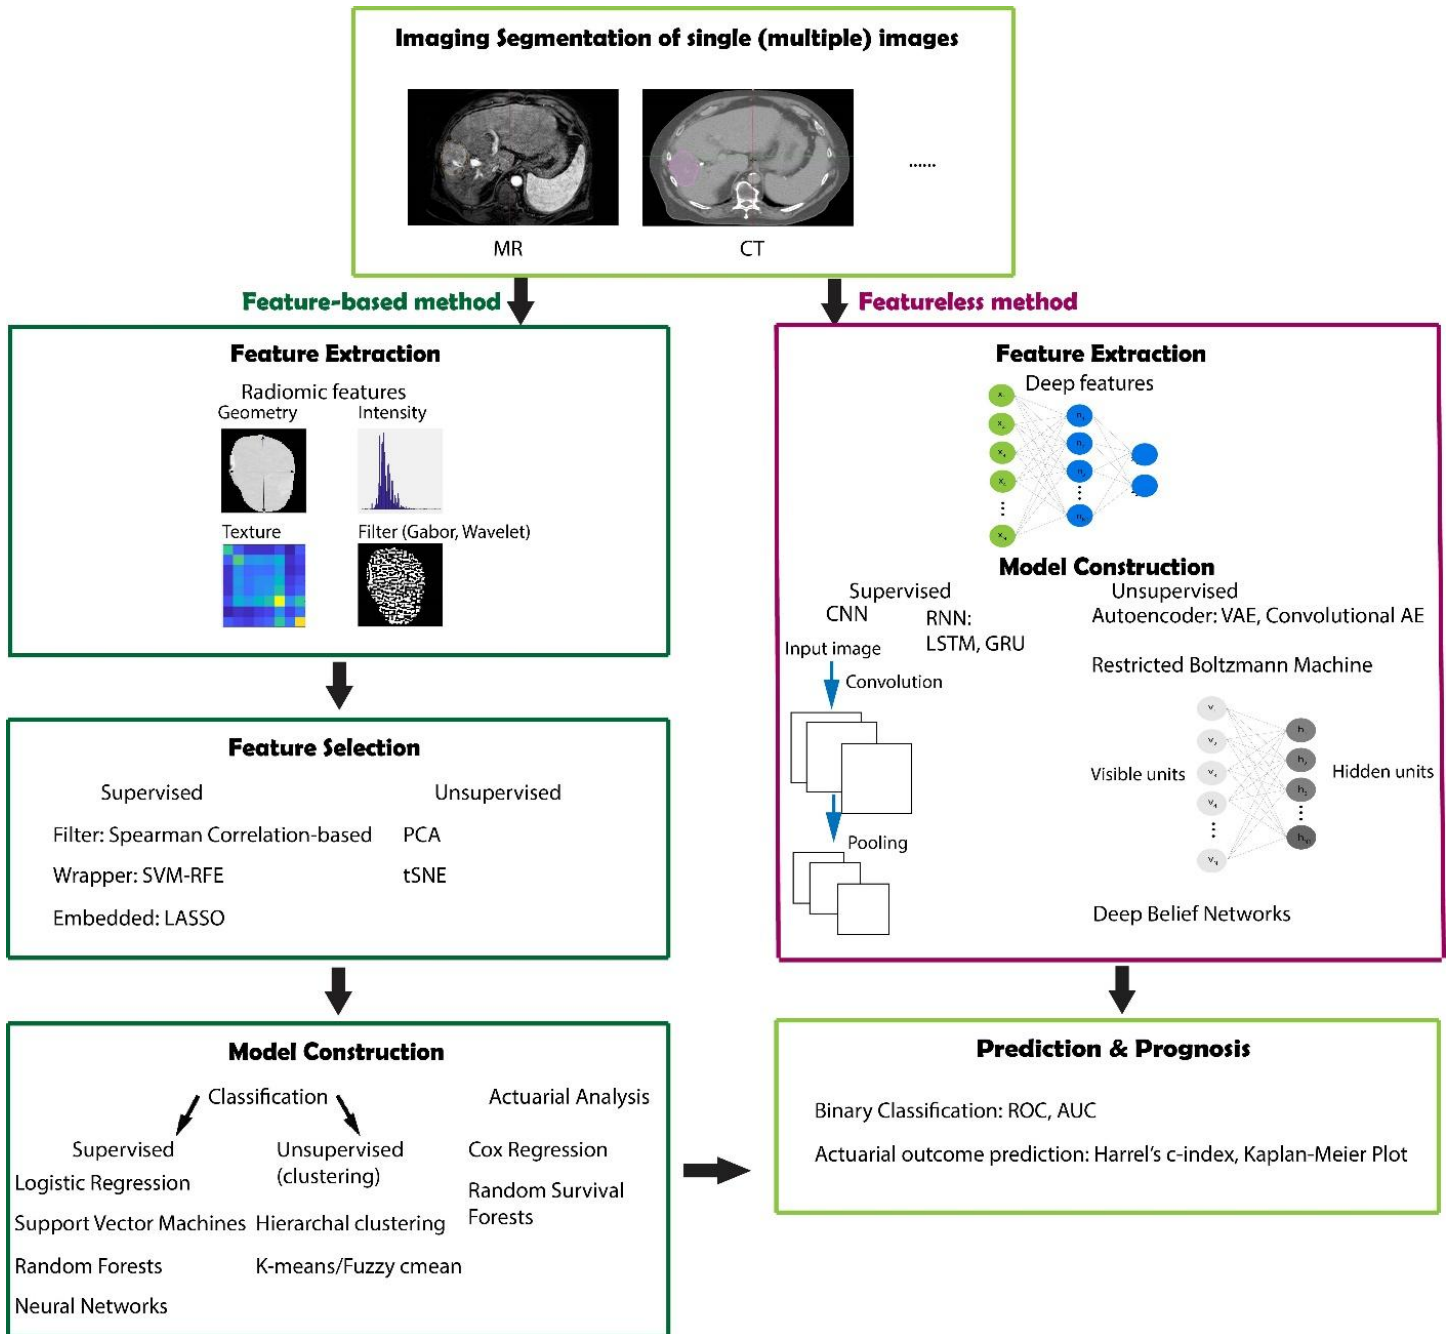 Imaging Segmentation of single (multiple) images
MR
CT
......
Feature-based method
Featureless method
Feature Extraction
Radiomic features
Geometry
Intensity
Texture
Filter (Gabor, Wavelet)
Feature Selection
Supervised
Unsupervised
Filter: Spearman Correlation-based
PCA
Wrapper: SVM-RFE
tSNE
Embedded: LASSO
Model Construction
Classification
Actuarial Analysis
Supervised
Unsupervised
(clustering)
Cox Regression
Logistic Regression
Random Survival
Forests
Support Vector Machines
Hierarchal clustering
Random Forests
K-means/Fuzzy cmean
Neural Networks
Feature Extraction
Deep features
Model Construction
Supervised
Unsupervised
CNN
RNN:
LSTM, GRU
Autoencoder: VAE, Convolutional AE
Input image
Convolution
Restricted Boltzmann Machine
Visible units
Hidden units
Pooling
Deep Belief Networks
Prediction & Prognosis
Binary Classification: ROC, AUC
Actuarial outcome prediction: Harrel's c-index, Kaplan-Meier Plot